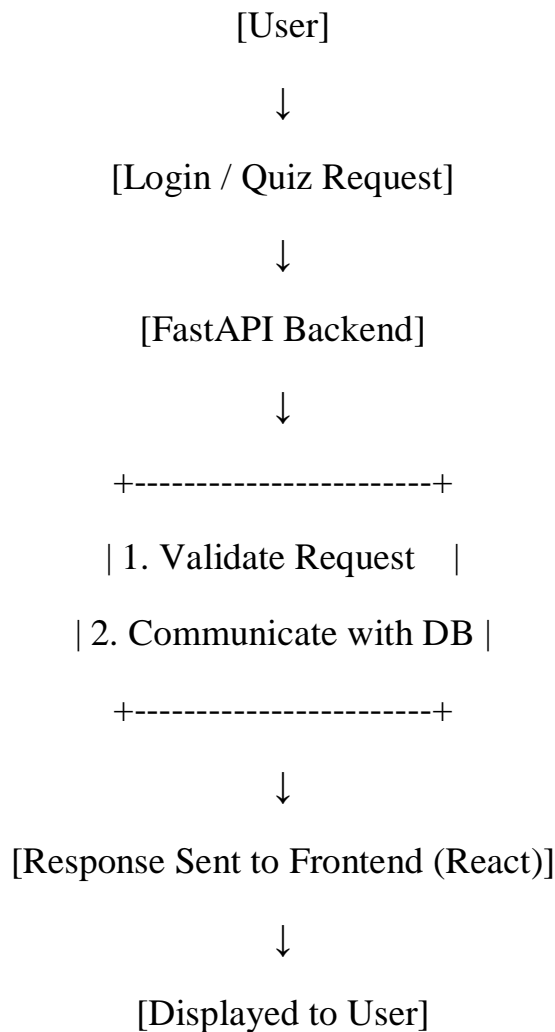 [User]
↓
[Login / Quiz Request]
↓
[FastAPI Backend]
↓
+------------------------+
| 1. Validate Request    |
| 2. Communicate with DB |
+------------------------+
↓
[Response Sent to Frontend (React)]
↓
[Displayed to User]